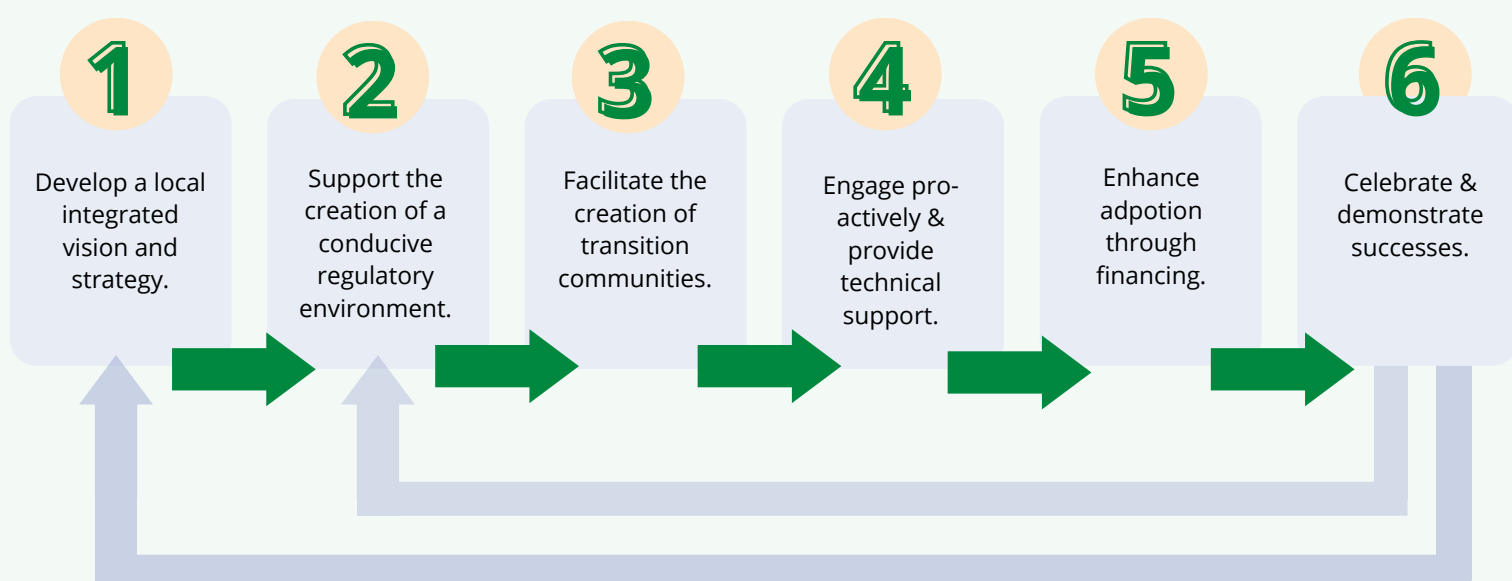 1
Develop a local
integrated
vision and
strategy.
2
Support the
creation of a
conducive
regulatory
environment.
3
Facilitate the
creation of
transition
communities.
4
Engage pro-
actively &
provide
technical
support.
5
Enhance
adpotion
through
financing.
6
Celebrate &
demonstrate
successes.